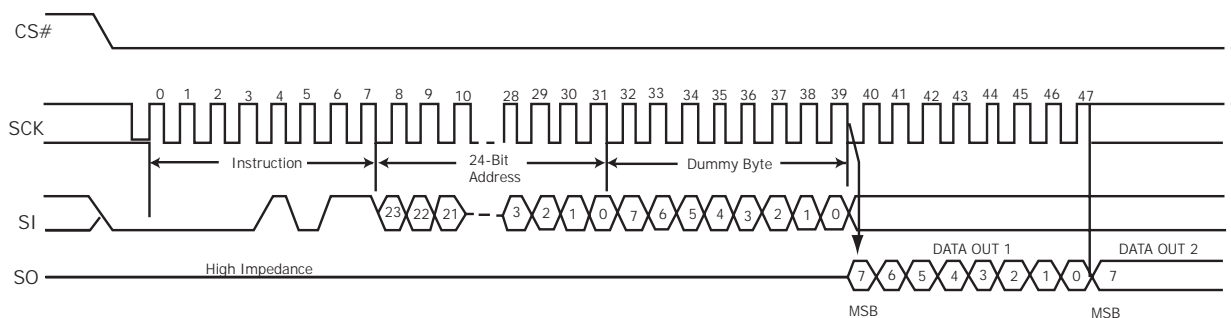 CS#
0 1 2 3 4 5 6 7 8 9 10 28 29 30 31 32 33 34 35 36 37 38 39 40 41 42 43 44 45 46 47
SCK
Instruction 24-Bit Dummy Byte
Address
SI 23 22 21 3 2 1 0 7 6 5 4 3 2 1 0
DATA OUT 1 DATA OUT 2
SO High Impedance 7 6 5 4 3 2 1 0 7
MSB MSB